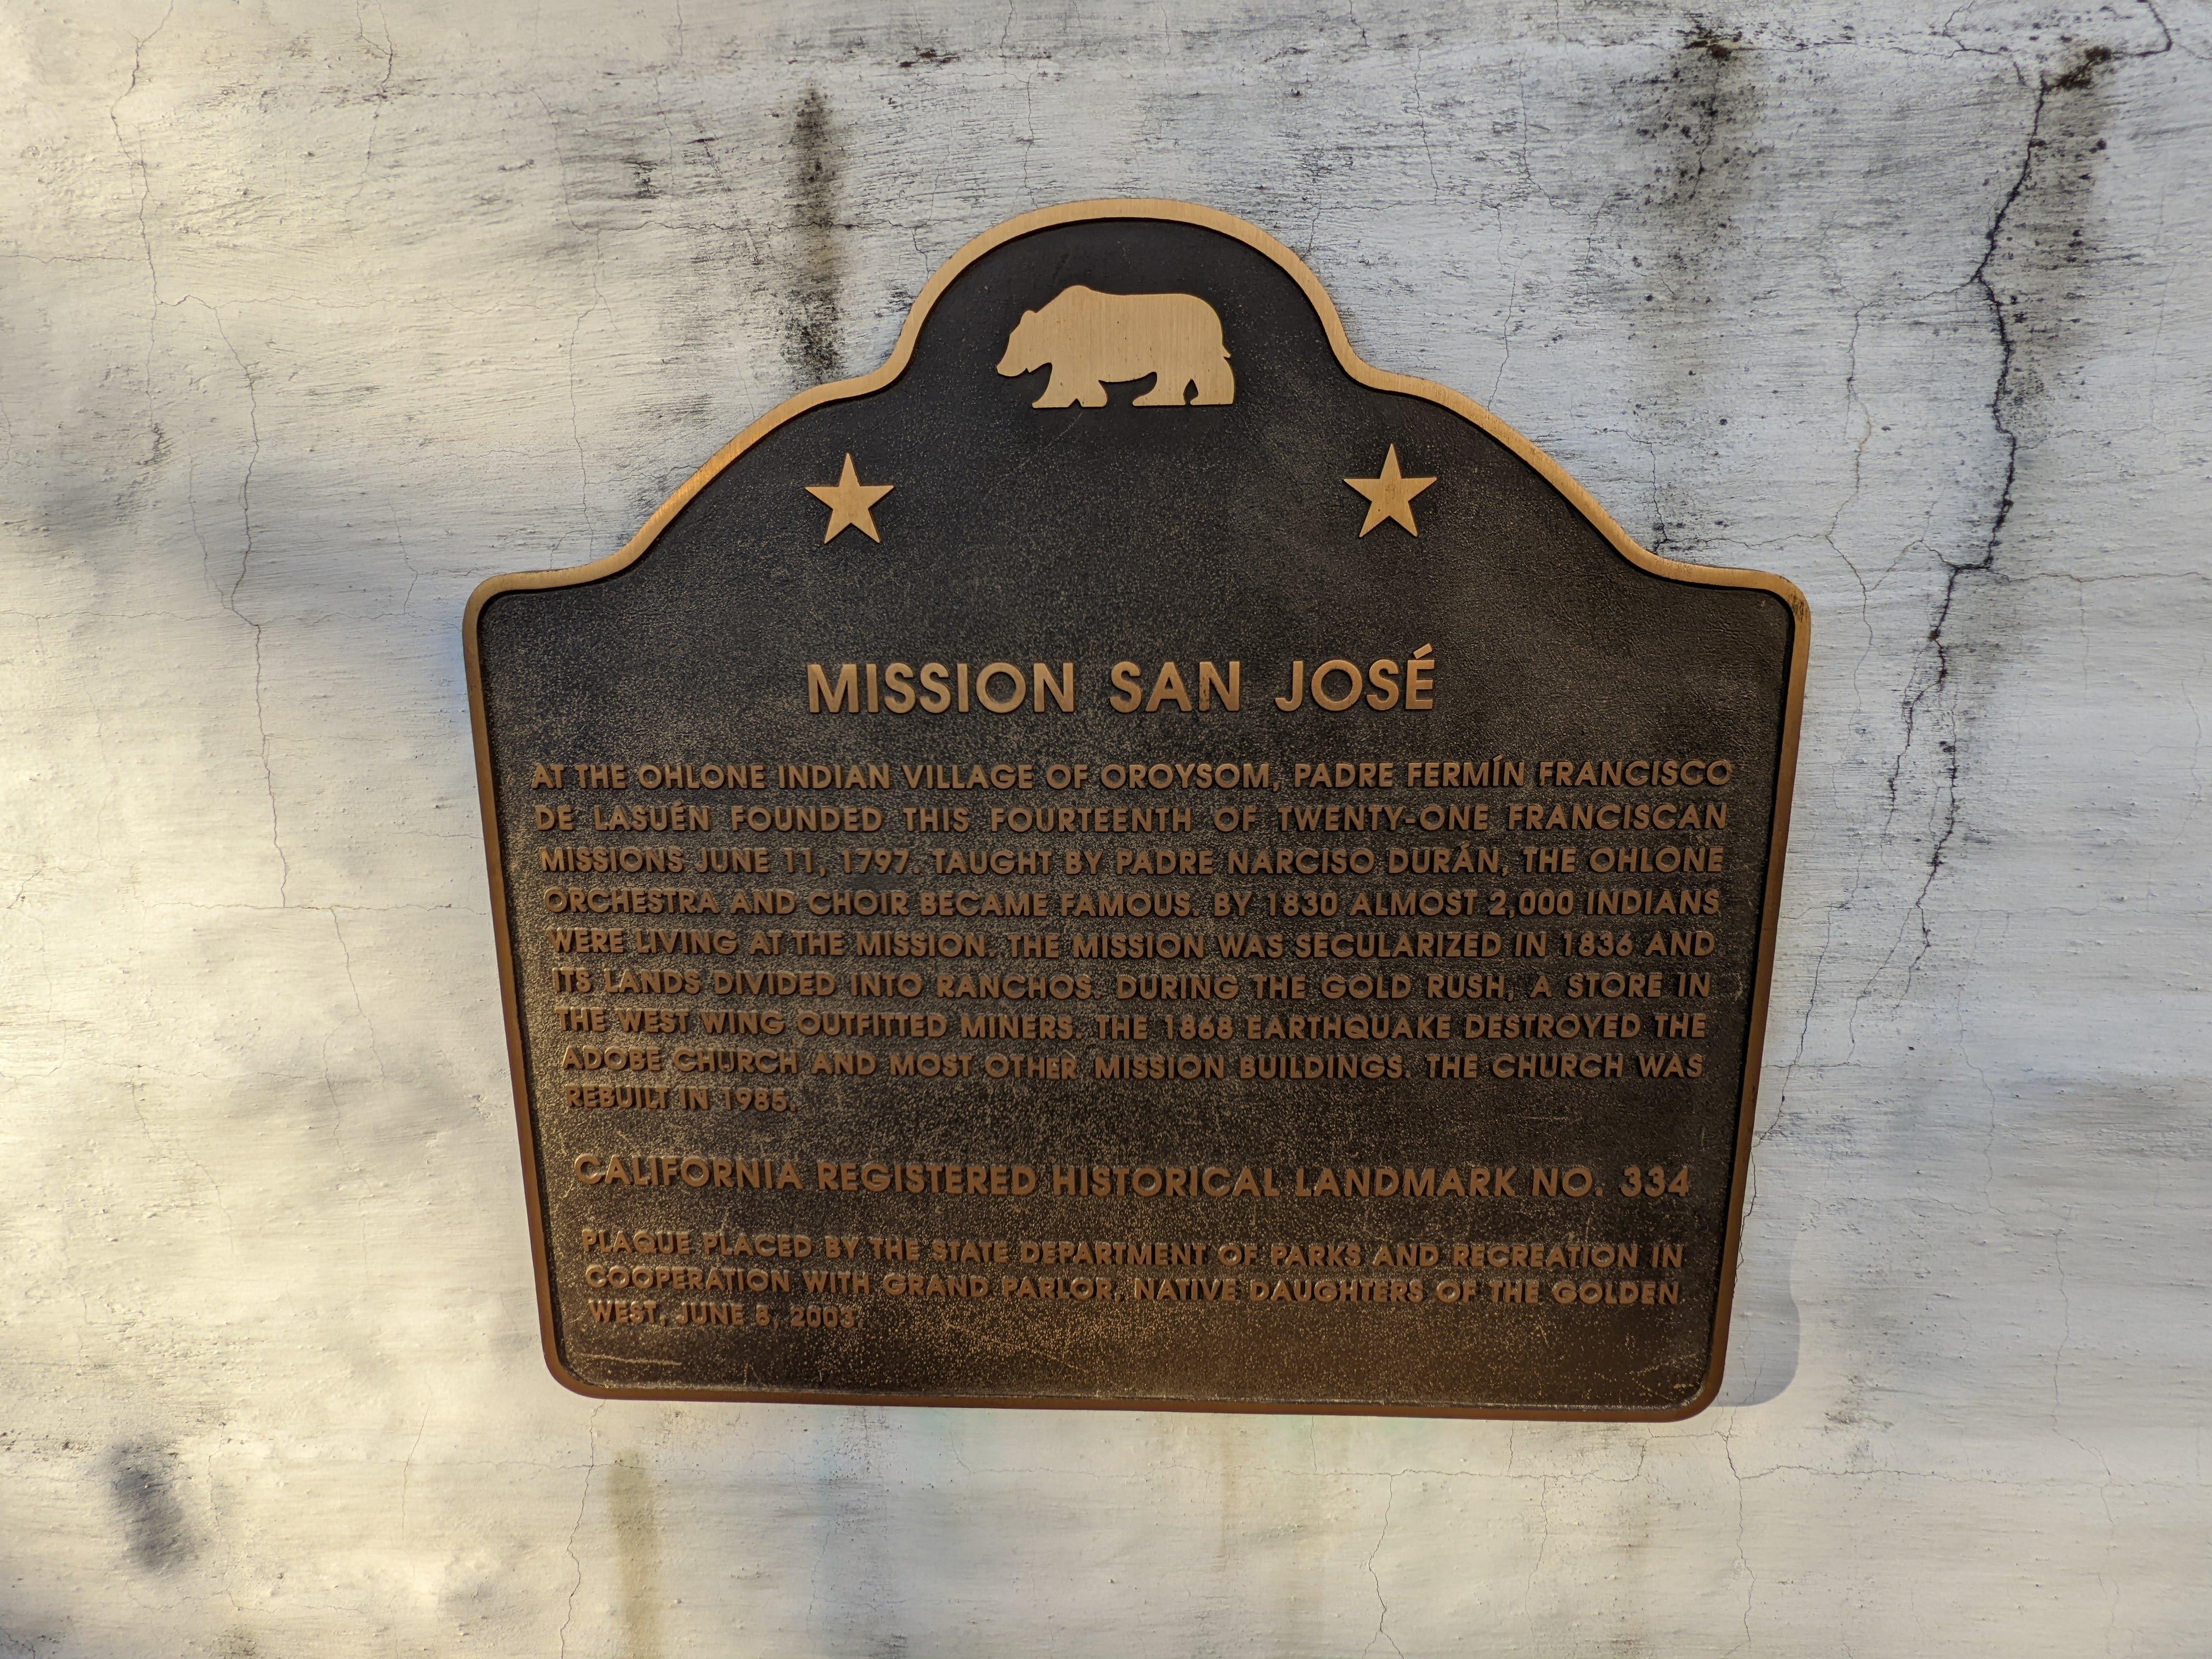 MISSION SAN JOSÉ
AT THE OHLONE INDIAN VILLAGE OF OROYSOM, PADRE FERMÍN FRANCISCO
DE LASUÉN FOUNDED THIS FOURTEENTH OF TWENTY-ONE FRANCISCAN
MISSIONS JUNE 11, 1797. TAUGHT BY PADRE NARCISO DURÁN, THE OHLONE
ORCHESTRA AND CHOIR BECAME FAMOUS. BY 1830 ALMOST 2,000 INDIANS
WERE LIVING AT THE MISSION. THE MISSION WAS SECULARIZED IN 1836 AND
ITS LANDS DIVIDED INTO RANCHOS. DURING THE GOLD RUSH, A STORE IN
THE WEST WING OUTFITTED MINERS. THE 1868 EARTHQUAKE DESTROYED THE
ADOBE CHURCH AND MOST OTHER MISSION BUILDINGS. THE CHURCH WAS
REBUILT IN 1985.
CALIFORNIA REGISTERED HISTORICAL LANDMARK NO. 334
PLAQUE PLACED BY THE STATE DEPARTMENT OF PARKS AND RECREATION IN
COOPERATION WITH GRAND PARLOR, NATIVE DAUGHTERS OF THE GOLDEN
WEST, JUNE 8, 2003.